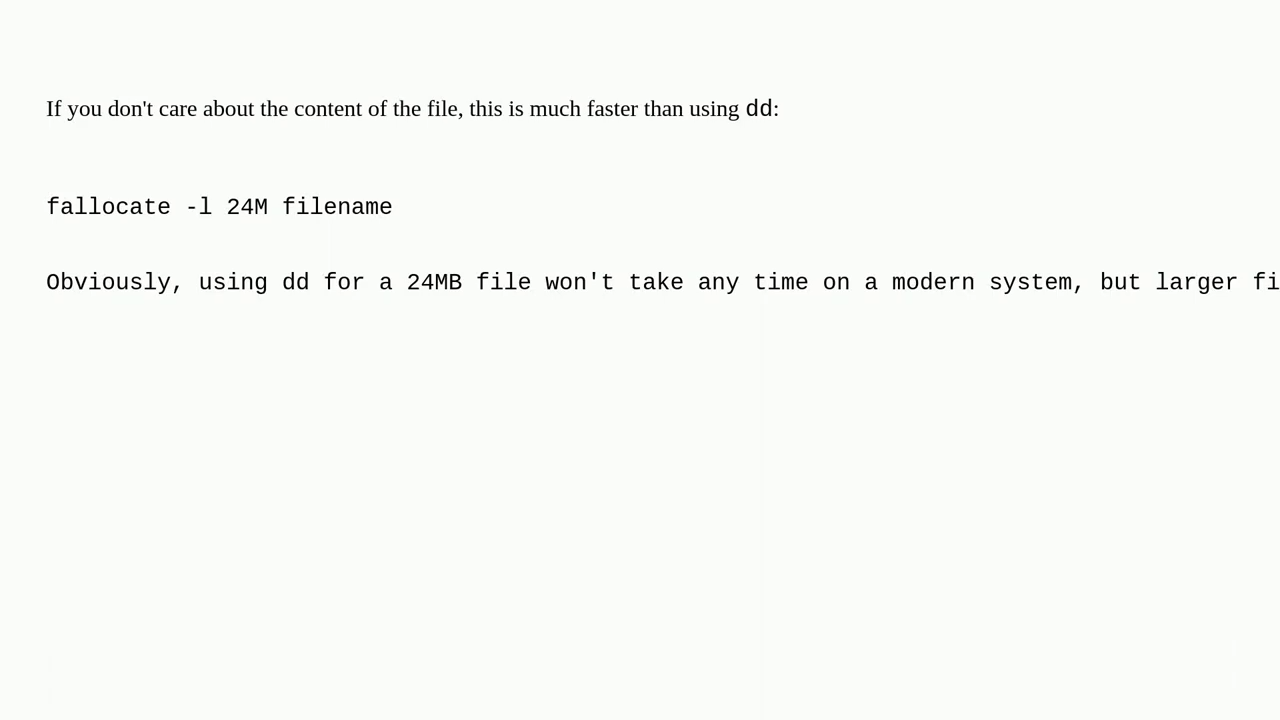 If you don't care about the content of the file, this is much faster than using dd:
fallocate -l 24M filename
Obviously, using dd for a 24MB file won't take any time on a modern system, but larger